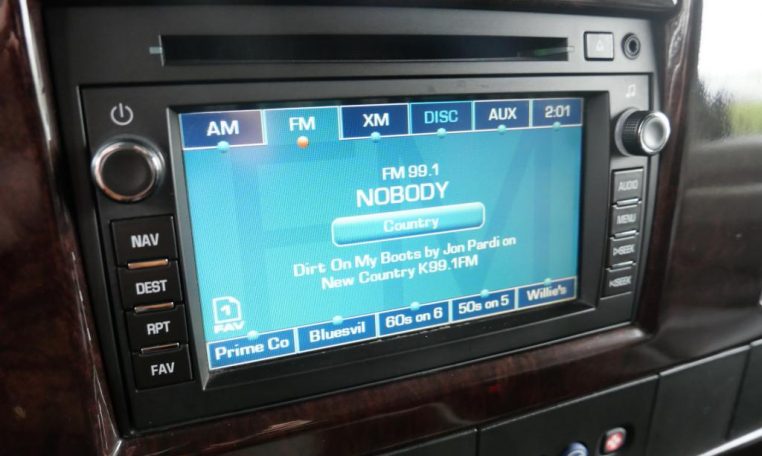 AM FM XM DISC AUX 2:01
FM 99.1
NOBODY
Country
Dirt On My Boots by Jon Pardi on
New Country K99.1FM
1
FAV
Prime Co Bluesvil 60s on 6 50s on 5 Willie's
NAV
DEST
RPT
FAV
AUDIO
MENU
SEEK
SEEK